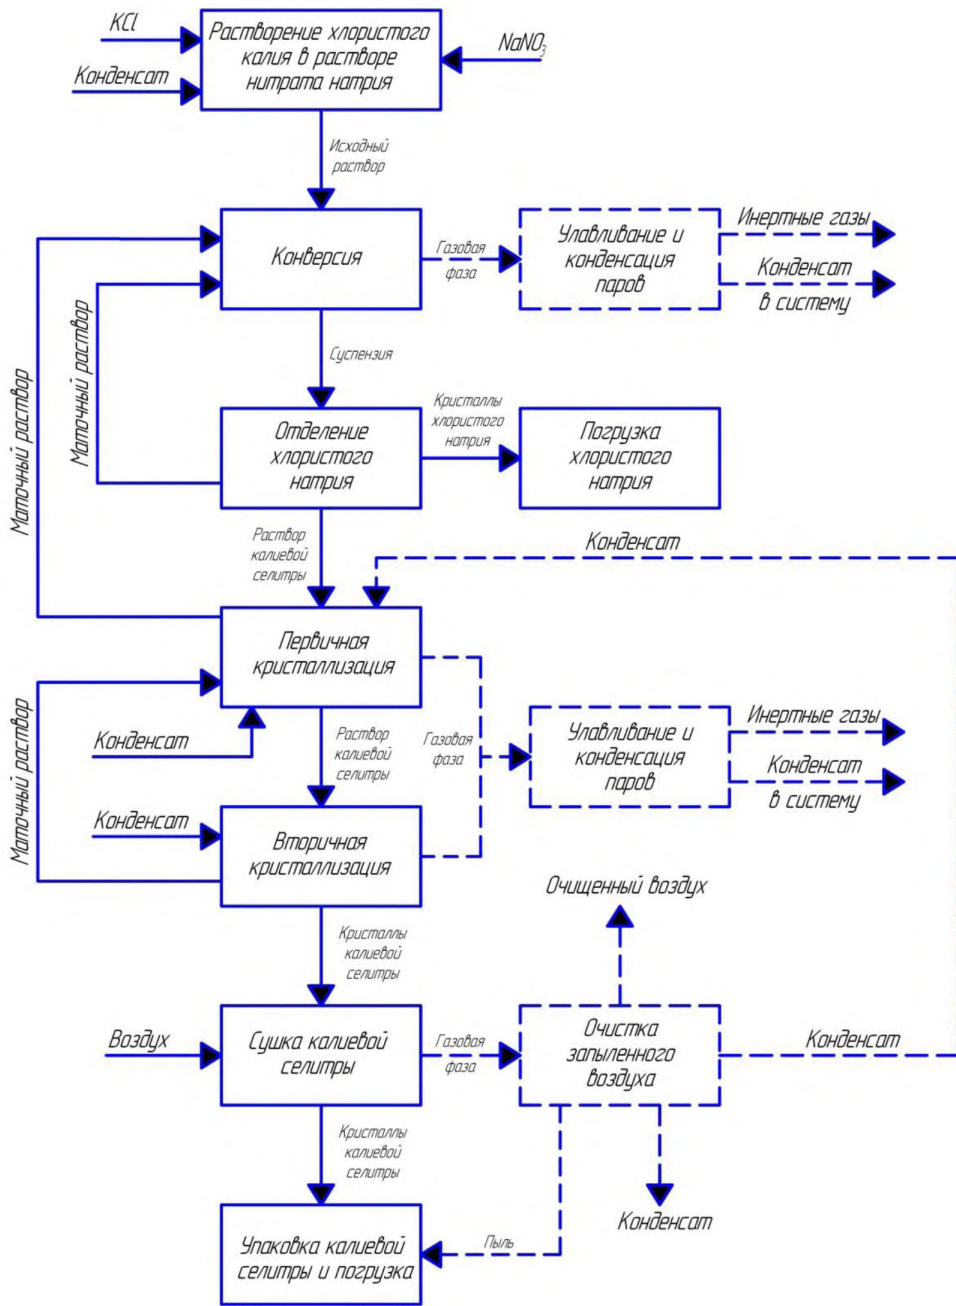 KCl
Конденсат
Растворение хлористого
калия в растворе
нитрата натрия
NaNO₃
Исходный
раствор
Конверсия
Газовая
фаза
Улавливание и
конденсация
паров
Инертные газы
Конденсат
в систему
Маточный раствор
Маточный раствор
Суспензия
Отделение
хлористого
натрия
Кристаллы
хлористого
натрия
Погрузка
хлористого
натрия
Раствор
калиевой
селитры
Конденсат
Первичная
кристаллизация
Маточный раствор
Конденсат
Раствор
калиевой
селитры
Газовая
фаза
Улавливание и
конденсация
паров
Инертные газы
Конденсат
в систему
Конденсат
Вторичная
кристаллизация
Кристаллы
калиевой
селитры
Очищенный воздух
Воздух
Сушка калиевой
селитры
Газовая
фаза
Очистка
запыленного
воздуха
Конденсат
Кристаллы
калиевой
селитры
Конденсат
Упаковка калиевой
селитры и погрузка
Пыль